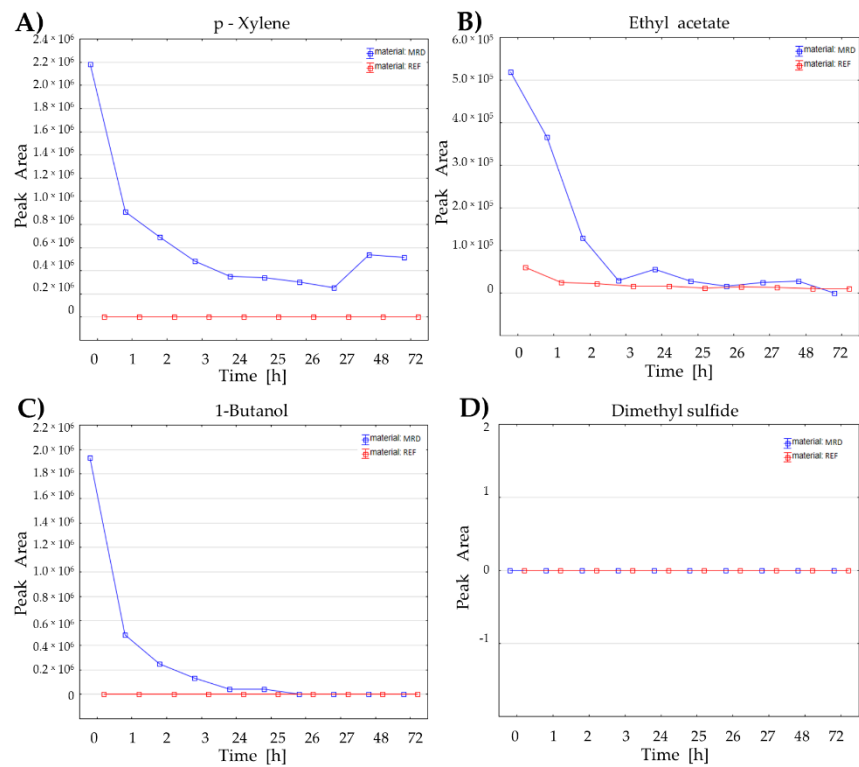 A)
p - Xylene
2.4 × 10⁶
2.2 × 10⁶
2.0 × 10⁶
1.8 × 10⁶
1.6 × 10⁶
1.4 × 10⁶
1.2 × 10⁶
1.0 × 10⁶
0.8 × 10⁶
0.6 × 10⁶
0.4 × 10⁶
0.2 × 10⁶
0
Peak Area
material: MRD
material: REF
0 1 2 3 24 25 26 27 48 72
Time [h]
B)
Ethyl acetate
6.0 × 10⁵
5.0 × 10⁵
4.0 × 10⁵
3.0 × 10⁵
2.0 × 10⁵
1.0 × 10⁵
0
Peak Area
material: MRD
material: REF
0 1 2 3 24 25 26 27 48 72
Time [h]
C)
1-Butanol
2.2 × 10⁶
2.0 × 10⁶
1.8 × 10⁶
1.6 × 10⁶
1.4 × 10⁶
1.2 × 10⁶
1.0 × 10⁶
0.8 × 10⁶
0.6 × 10⁶
0.4 × 10⁶
0.2 × 10⁶
0
Peak Area
material: MRD
material: REF
0 1 2 3 24 25 26 27 48 72
Time [h]
D)
Dimethyl sulfide
2
1
0
-1
Peak Area
material: MRD
material: REF
0 1 2 3 24 25 26 27 48 72
Time [h]